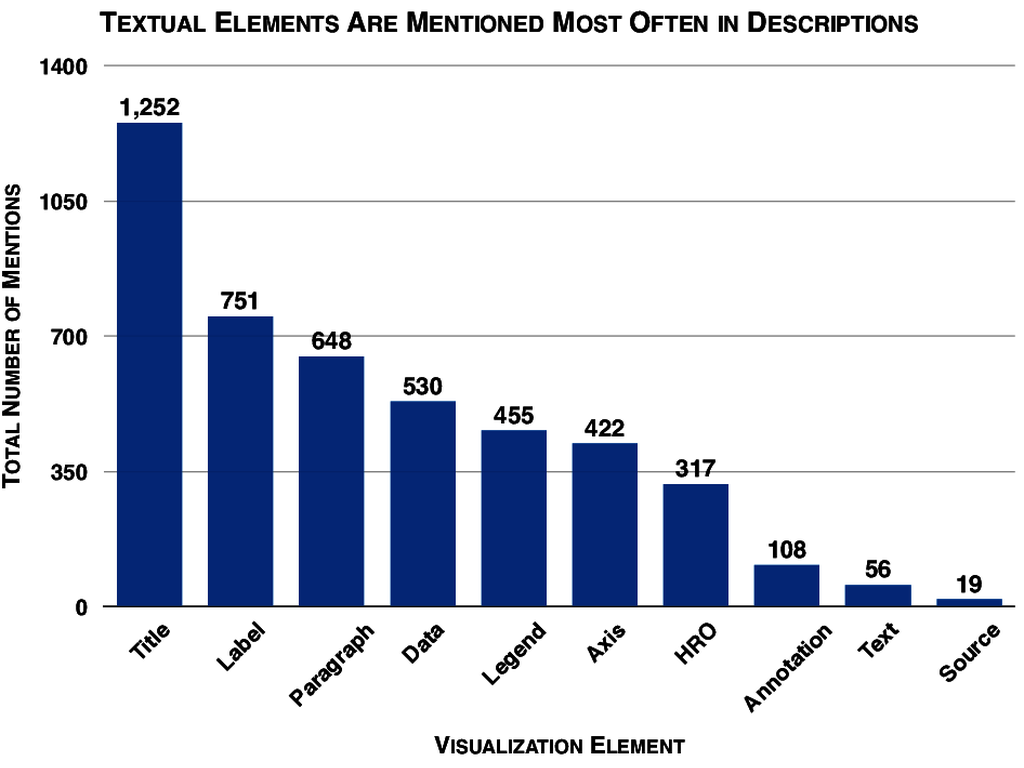 TEXTUAL ELEMENTS ARE MENTIONED MOST OFTEN IN DESCRIPTIONS
TOTAL NUMBER OF MENTIONS
1400
1050
700
350
0
1,252
751
648
530
455
422
317
108
56
19
Title
Label
Paragraph
Data
Legend
Axis
HRO
Annotation
Text
Source
VISUALIZATION ELEMENT